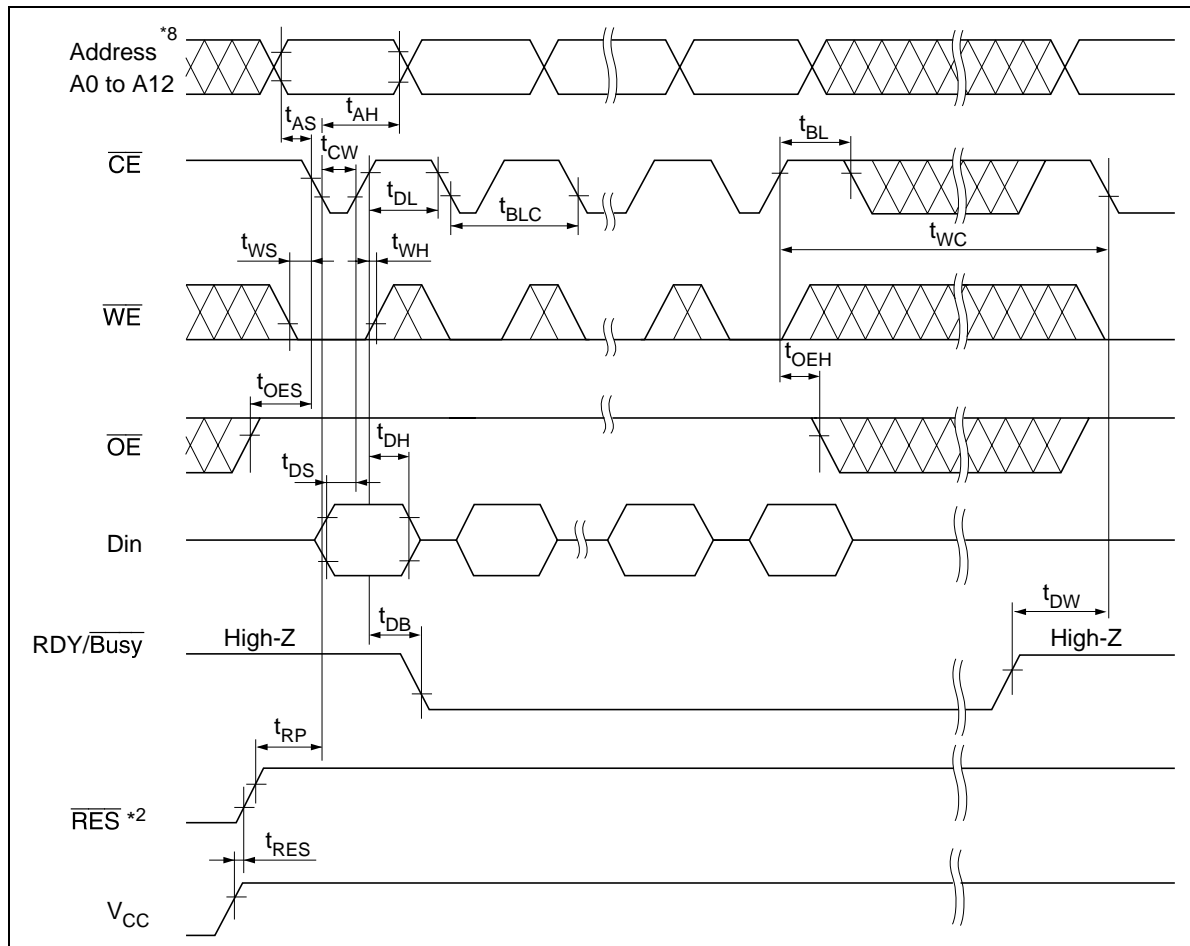 Address *8
A0 to A12
tAS
tAH
CE
tCW
tDL
tBLC
tBL
tWC
tWS
tWH
WE
tOES
tOEH
OE
tDS
tDH
Din
tDB
tDW
RDY/Busy
High-Z
High-Z
tRP
RES *2
tRES
VCC